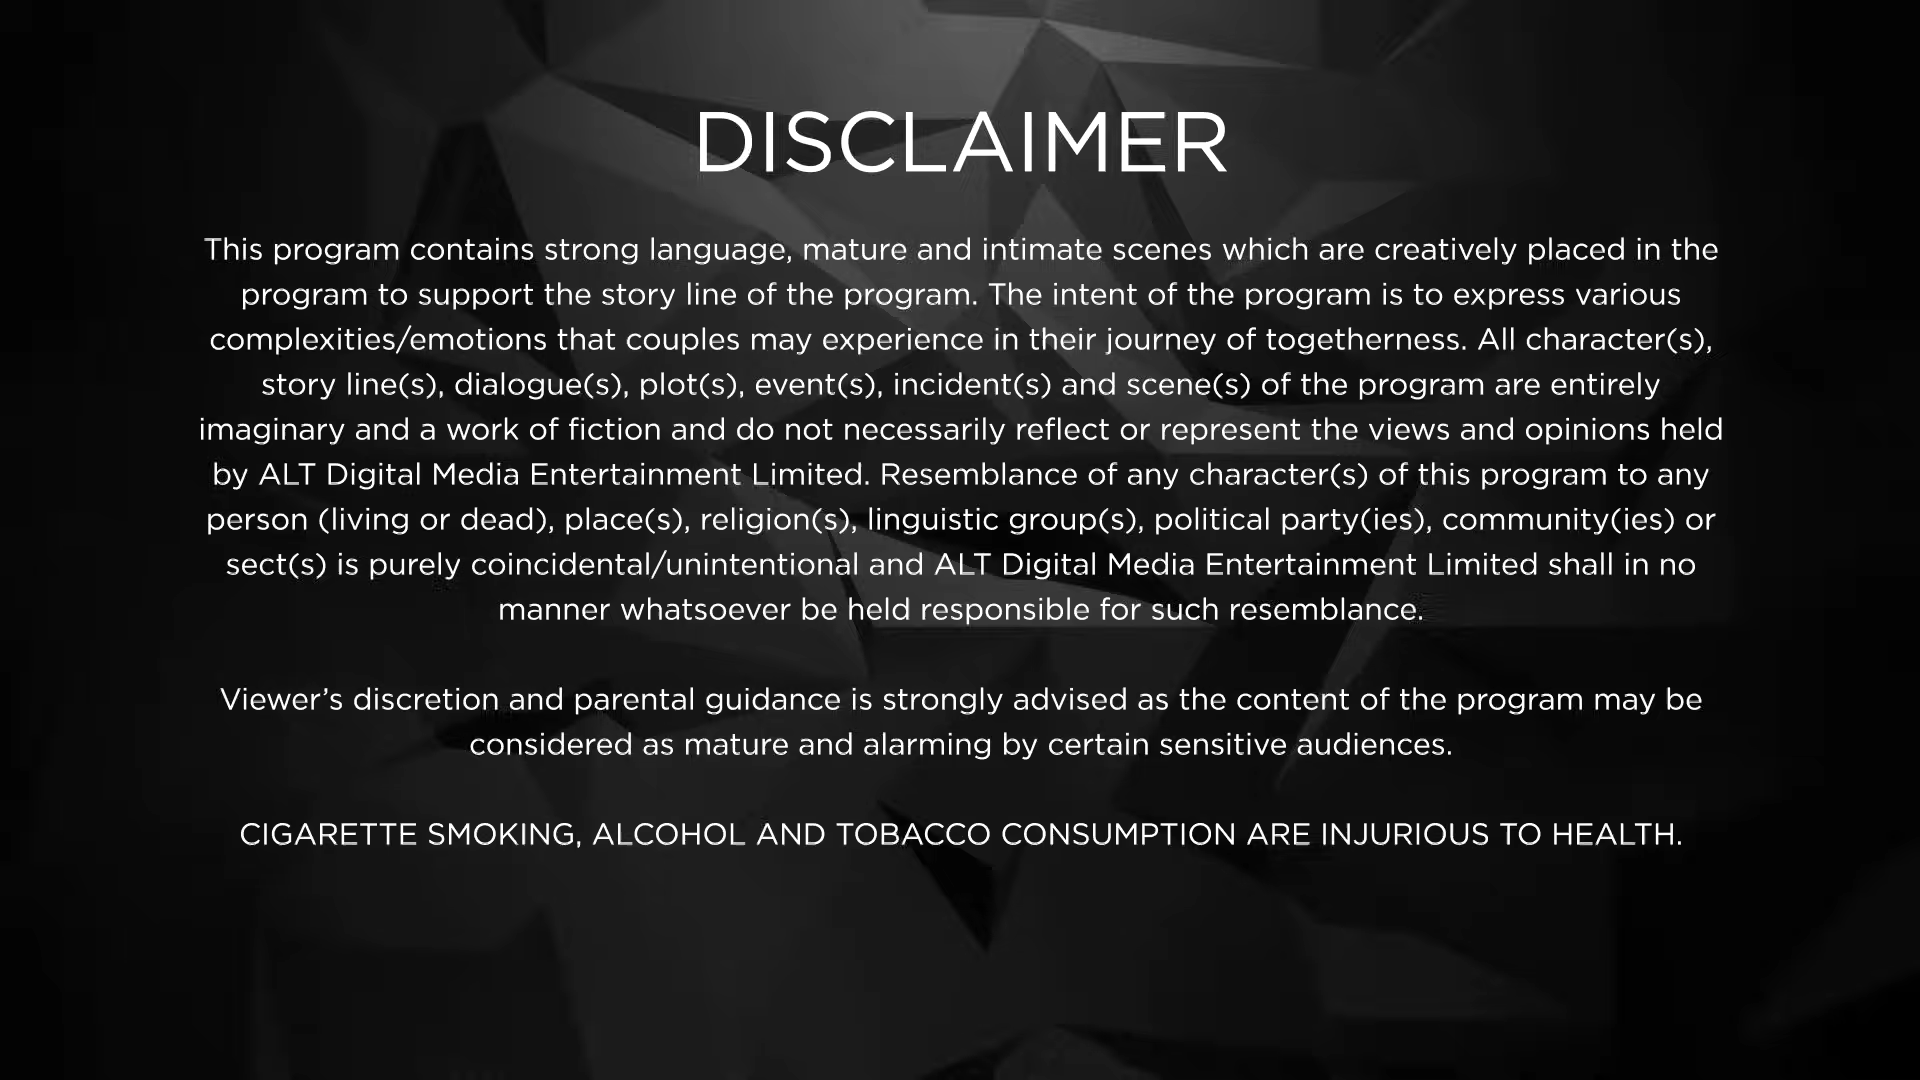 DISCLAIMER
This program contains strong language, mature and intimate scenes which are creatively placed in the
program to support the story line of the program. The intent of the program is to express various
complexities/emotions that couples may experience in their journey of togetherness. All character(s),
story line(s), dialogue(s), plot(s), event(s), incident(s) and scene(s) of the program are entirely
imaginary and a work of fiction and do not necessarily reflect or represent the views and opinions held
by ALT Digital Media Entertainment Limited. Resemblance of any character(s) of this program to any
person (living or dead), place(s), religion(s), linguistic group(s), political party(ies), community(ies) or
sect(s) is purely coincidental/unintentional and ALT Digital Media Entertainment Limited shall in no
manner whatsoever be held responsible for such resemblance.
Viewer’s discretion and parental guidance is strongly advised as the content of the program may be
considered as mature and alarming by certain sensitive audiences.
CIGARETTE SMOKING, ALCOHOL AND TOBACCO CONSUMPTION ARE INJURIOUS TO HEALTH.